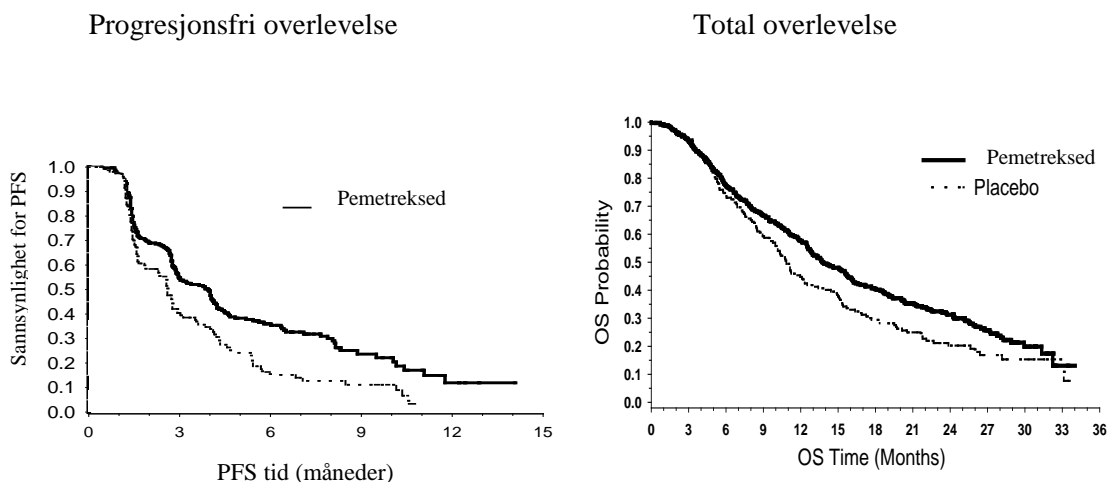 Progresjonsfri overlevelse
Sannsynlighet for PFS
1.0
0.9
0.8
0.7
0.6
0.5
0.4
0.3
0.2
0.1
0.0
Pemetreksed
0 3 6 9 12 15
PFS tid (måneder)
Total overlevelse
OS Probability
1.0
0.9
0.8
0.7
0.6
0.5
0.4
0.3
0.2
0.1
0.0
Pemetreksed
Placebo
0 3 6 9 12 15 18 21 24 27 30 33 36
OS Time (Months)